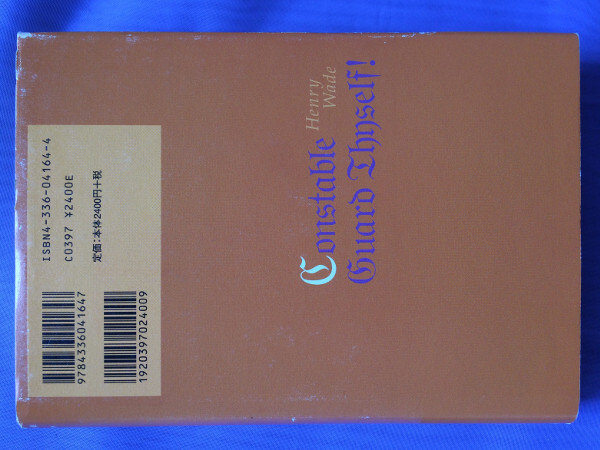 Constable
Henry
Wade
Guard Thyself!
ISBN4-336-04164-4
C0397 ¥2400E
定価:本体2400円+税
9784336041647
1920397024009